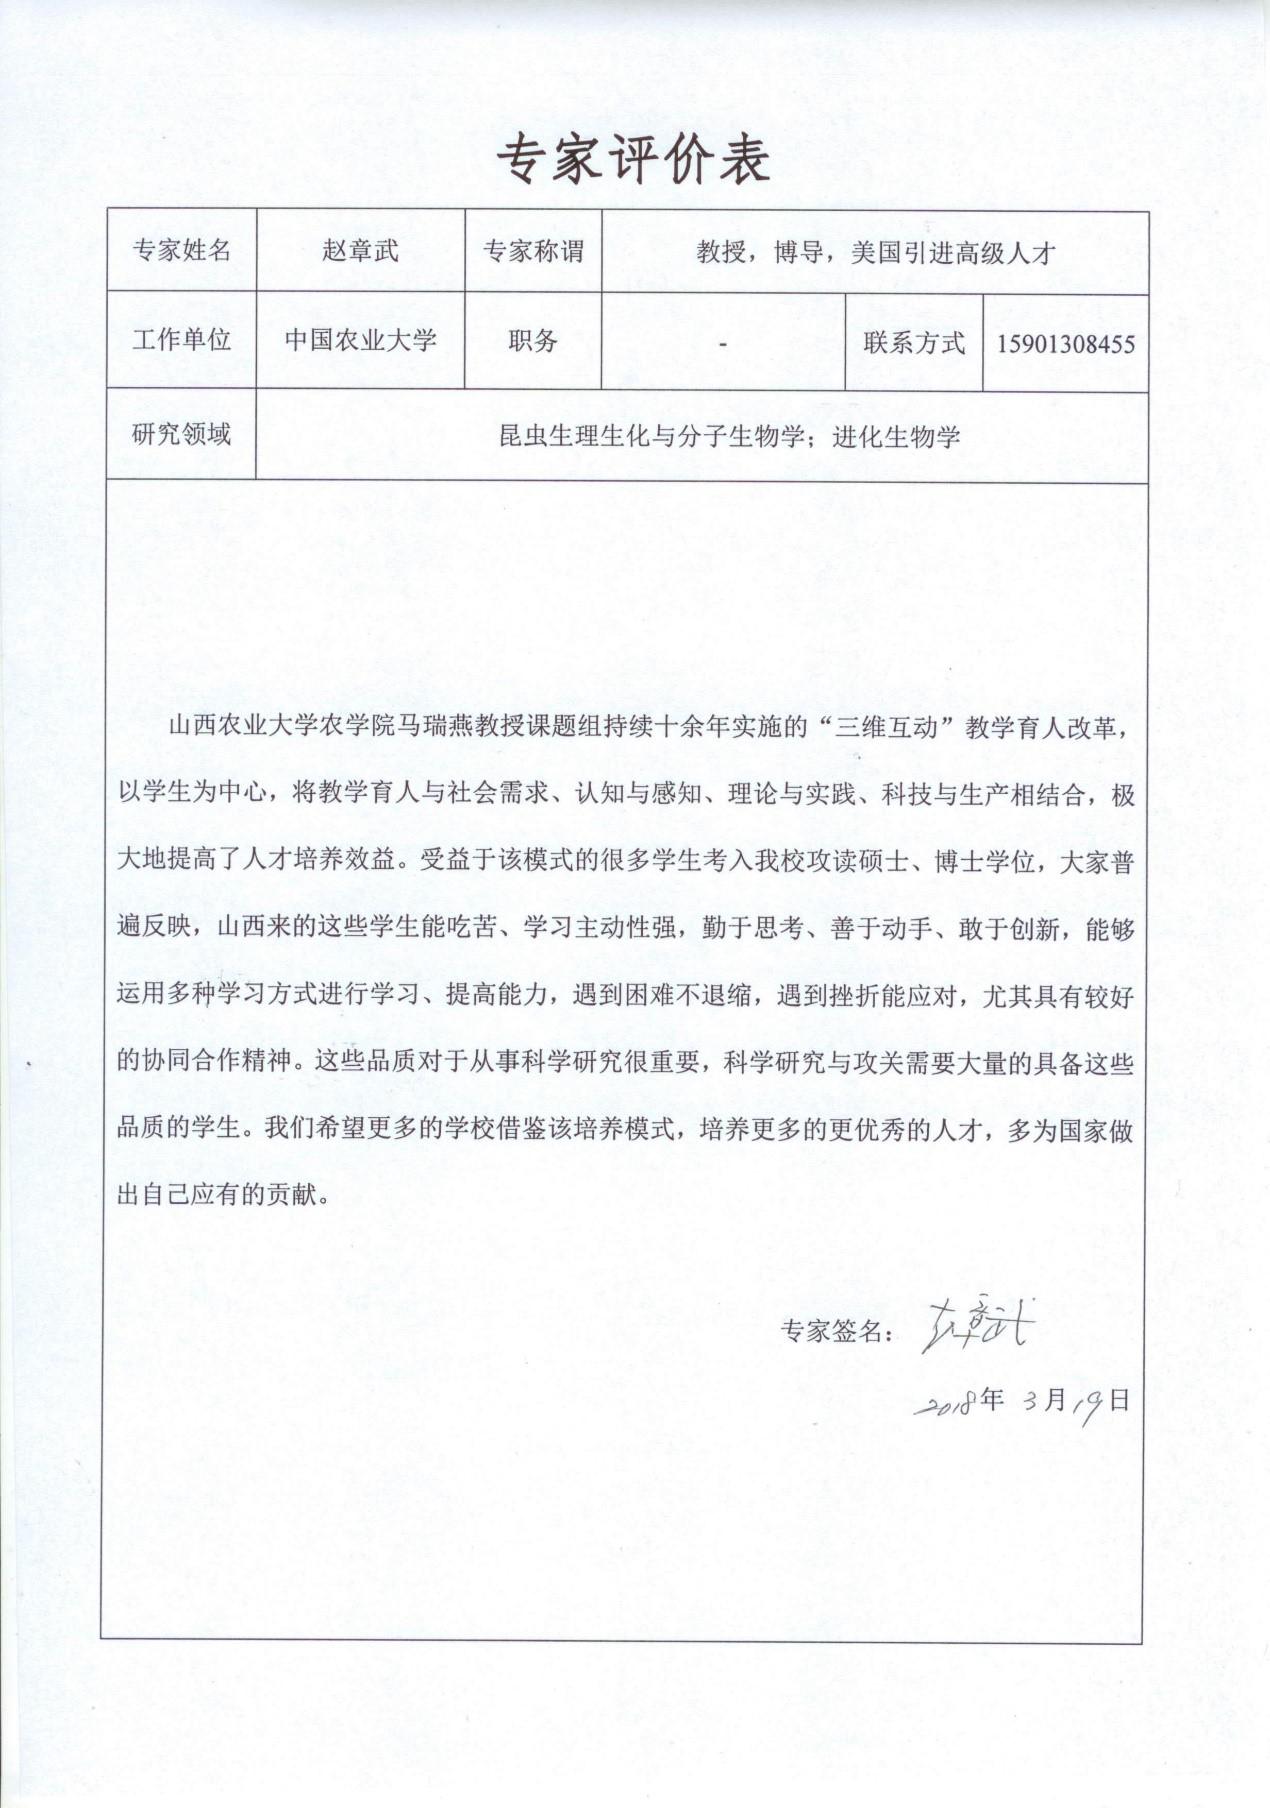 专家评价表
专家姓名 赵章武 专家称谓 教授，博导，美国引进高级人才
工作单位 中国农业大学 职务 - 联系方式 15901308455
研究领域 昆虫生理生化与分子生物学；进化生物学
山西农业大学农学院马瑞燕教授课题组持续十余年实施的“三维互动”教学育人改革，
以学生为中心，将教学育人与社会需求、认知与感知、理论与实践、科技与生产相结合，极
大地提高了人才培养效益。受益于该模式的很多学生考入我校攻读硕士、博士学位，大家普
遍反映，山西来的这些学生能吃苦、学习主动性强，勤于思考、善于动手、敢于创新，能够
运用多种学习方式进行学习、提高能力，遇到困难不退缩，遇到挫折能应对，尤其具有较好
的协同合作精神。这些品质对于从事科学研究很重要，科学研究与攻关需要大量的具备这些
品质的学生。我们希望更多的学校借鉴该培养模式，培养更多的更优秀的人才，多为国家做
出自己应有的贡献。
专家签名：赵章武
2018年 3月19日